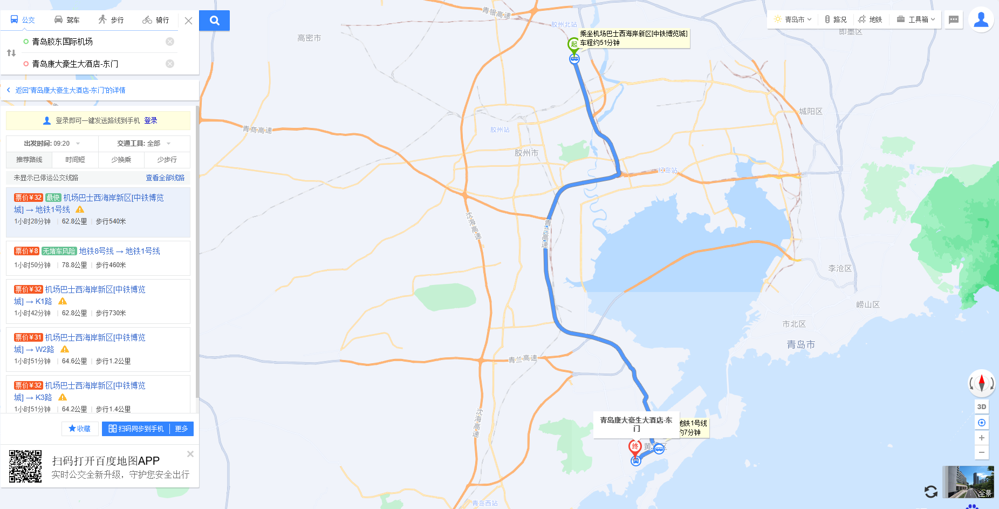 公交
驾车
步行
骑行
青岛胶东国际机场
青岛康大豪生大酒店-东门
返回“青岛康大豪生大酒店-东门”的详情
登录即可一键发送路线到手机 登录
出发时间: 09:20
交通工具: 全部
推荐路线
时间短
少换乘
少步行
未显示已停运公交线路
查看全部线路
票价¥32 最快 机场巴士西海岸新区[中铁博览
城] → 地铁1号线
1小时28分钟 | 62.8公里 | 步行540米
票价¥8 无堵车风险 地铁8号线 → 地铁1号线
1小时50分钟 | 78.8公里 | 步行460米
票价¥32 机场巴士西海岸新区[中铁博览
城] → K1路
1小时42分钟 | 62.8公里 | 步行730米
票价¥31 机场巴士西海岸新区[中铁博览
城] → W2路
1小时51分钟 | 64.6公里 | 步行1.2公里
票价¥32 机场巴士西海岸新区[中铁博览
城] → K3路
1小时51分钟 | 64.2公里 | 步行1.4公里
收藏
扫码同步到手机
更多
扫码打开百度地图APP
实时公交全新升级，守护您安全出行
青岛市
路况
地铁
工具箱
青银高速
胶州北站
高密市
即墨区
乘坐机场巴士西海岸新区[中铁博览城]
车程约51分钟
起
城阳区
青商高速
胶州站
胶州市
红岛站
沈海高速
青兰高速
李沧区
崂山区
市北区
青岛市
青兰高速
沈海高速
青岛康大豪生大酒店-东
门
地铁1号线
约7分钟
终
黄岛区
青岛西站
3D
全景